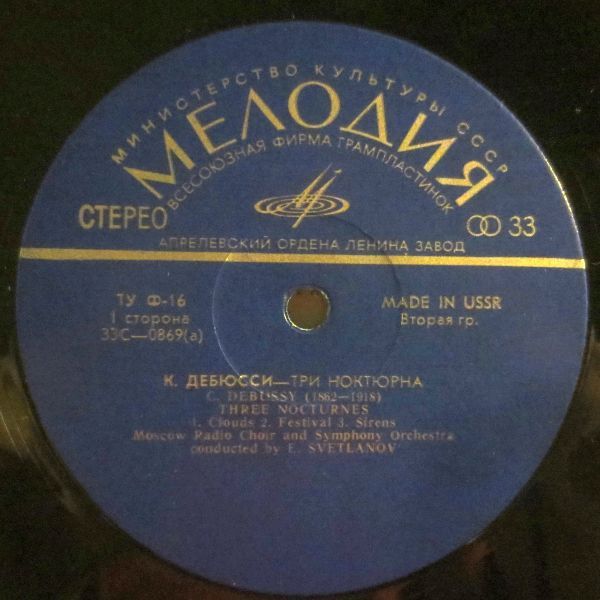 МИНИСТЕРСТВО КУЛЬТУРЫ СССР
МЕЛОДИЯ
ВСЕСОЮЗНАЯ ФИРМА ГРАМПЛАСТИНОК
СТЕРЕО
33
АПРЕЛЕВСКИЙ ОРДЕНА ЛЕНИНА ЗАВОД
ТУ Ф-16
1 сторона
33С—0869(а)
MADE IN USSR
Вторая гр.
К. ДЕБЮССИ—ТРИ НОКТЮРНА
C. DEBUSSY (1862—1918)
THREE NOCTURNES
1. Clouds 2. Festival 3. Sirens
Moscow Radio Choir and Symphony Orchestra
conducted by E. SVETLANOV